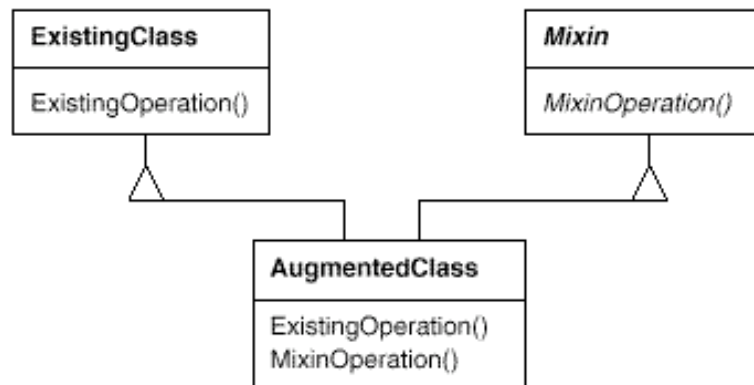 ExistingClass
ExistingOperation()
Mixin
MixinOperation()
AugmentedClass
ExistingOperation()
MixinOperation()